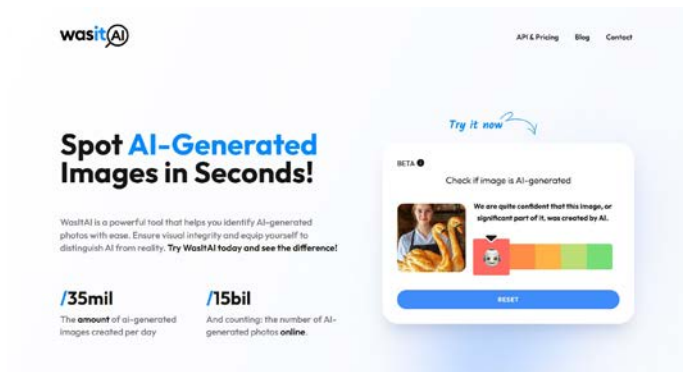 wasitAI
API & Pricing Blog Contact
Try it now
Spot AI-Generated
Images in Seconds!
WasItAI is a powerful tool that helps you identify AI-generated
photos with ease. Ensure visual integrity and equip yourself to
distinguish AI from reality. Try WasItAI today and see the difference!
/35mil
The amount of ai-generated
images created per day
/15bil
And counting: the number of AI-
generated photos online.
BETA
Check if image is AI-generated
We are quite confident that this image, or
significant part of it, was created by AI.
RESET